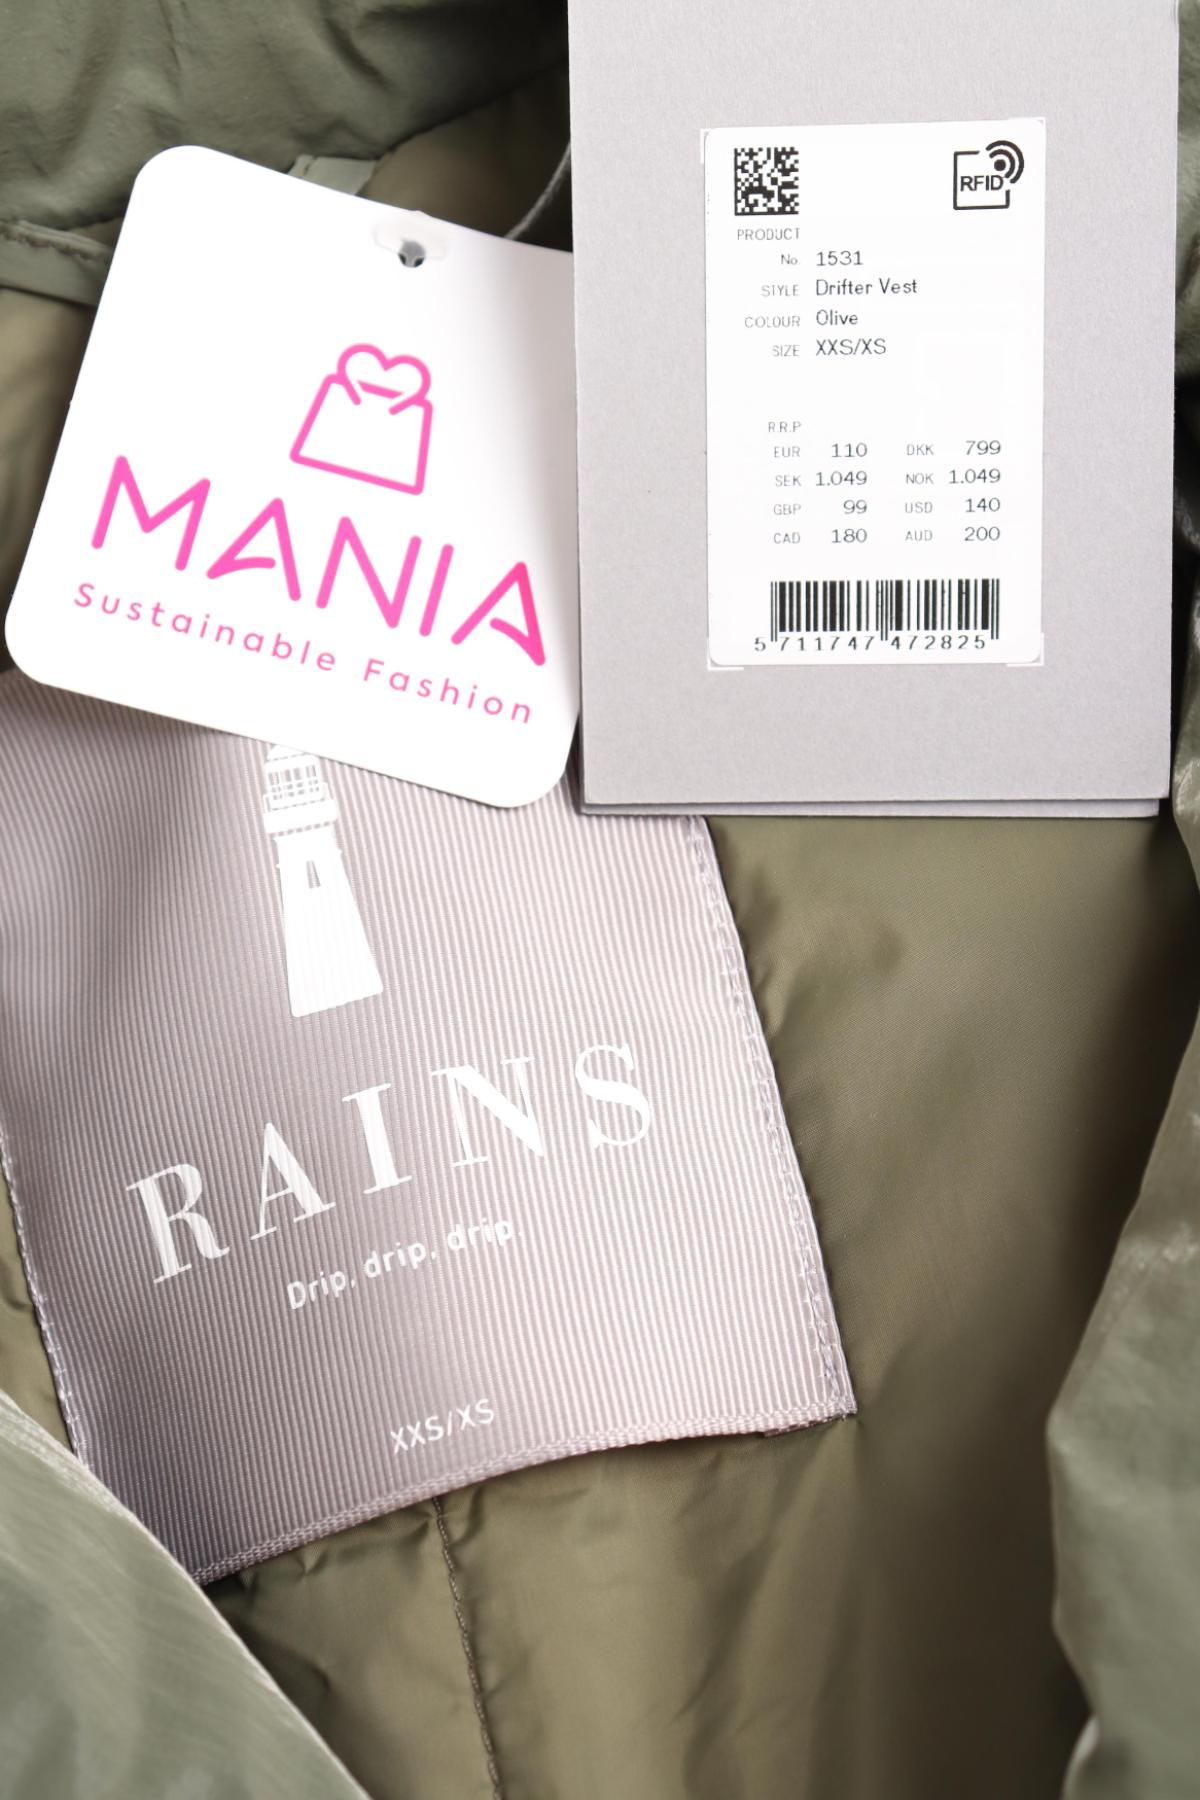 RFID
PRODUCT
No. 1531
STYLE Drifter Vest
COLOUR Olive
SIZE XXS/XS
R.R.P
EUR 110 DKK 799
SEK 1.049 NOK 1.049
GBP 99 USD 140
CAD 180 AUD 200
5 711747 472825
MANIA
Sustainable Fashion
RAINS
Drip, drip, drip.
XXS/XS